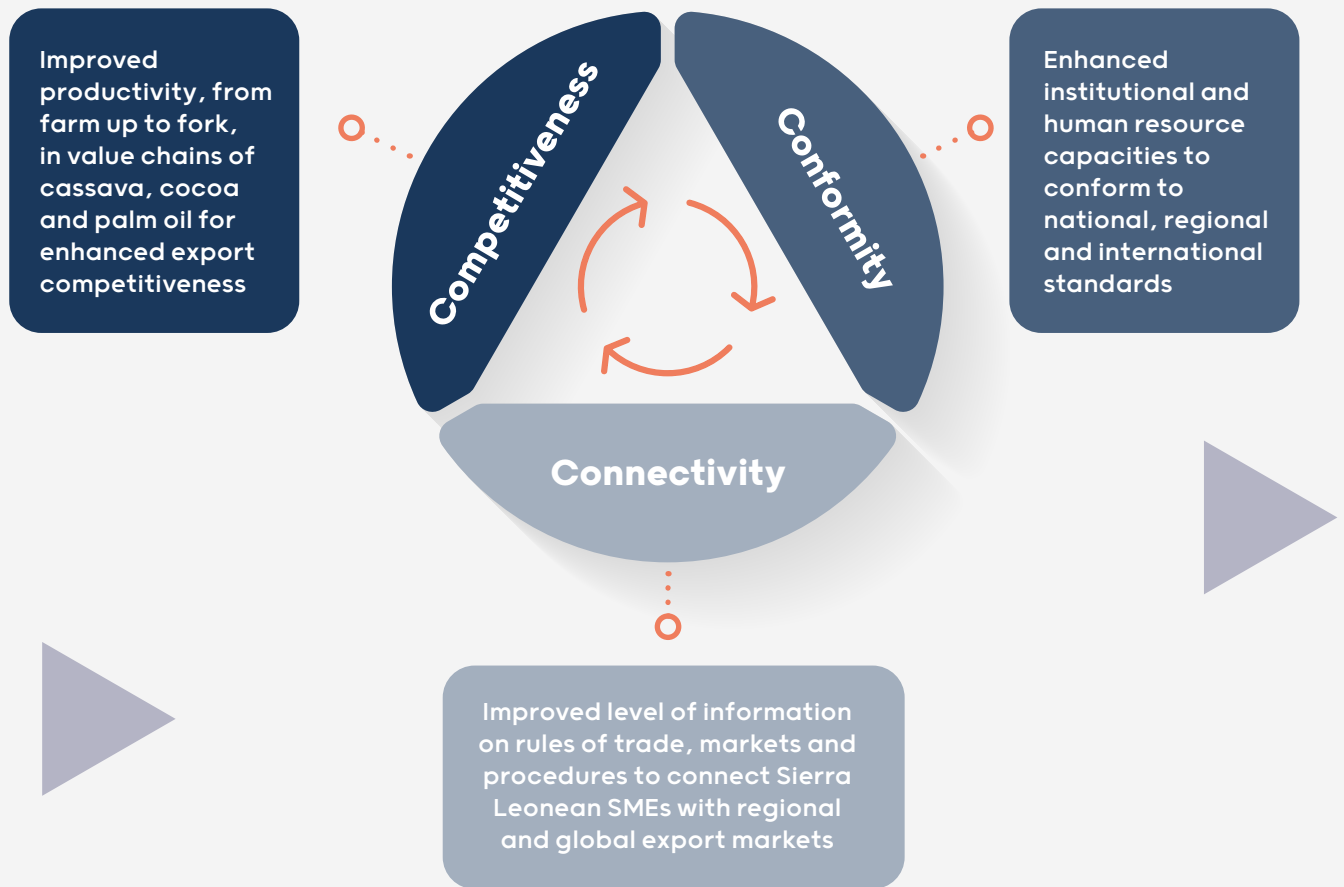 Improved
productivity, from
farm up to fork,
in value chains of
cassava, cocoa
and palm oil for
enhanced export
competitiveness
Competitiveness
Conformity
Enhanced
institutional and
human resource
capacities to
conform to
national, regional
and international
standards
Connectivity
Improved level of information
on rules of trade, markets and
procedures to connect Sierra
Leonean SMEs with regional
and global export markets